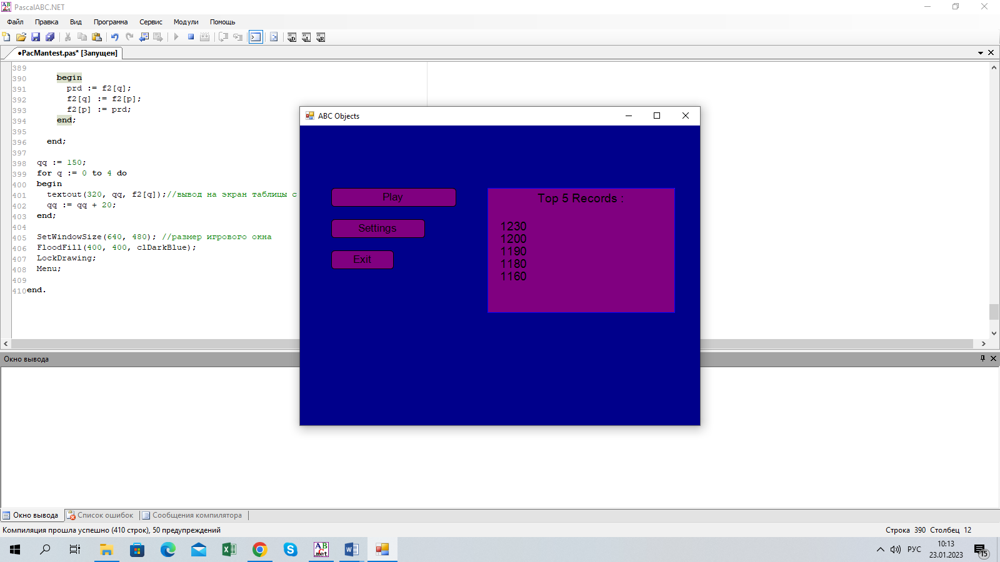 PascalABC.NET
Файл Правка Вид Программа Сервис Модули Помощь
•PacMantest.pas* [Запущен]
389
390 begin
391 prd := f2[q];
392 f2[q] := f2[p];
393 f2[p] := prd;
394 end;
395
396 end;
397
398 qq := 150;
399 for q := 0 to 4 do
400 begin
401 textout(320, qq, f2[q]);//вывод на экран таблицы с
402 qq := qq + 20;
403 end;
404
405 SetWindowSize(640, 480); //размер игрового окна
406 FloodFill(400, 400, clDarkBlue);
407 LockDrawing;
408 Menu;
409
410 end.
ABC Objects
Play
Settings
Exit
Top 5 Records :
1230
1200
1190
1180
1160
Окно вывода
Окно вывода Список ошибок Сообщения компилятора
Компиляция прошла успешно (410 строк), 50 предупреждений
Строка 390 Столбец 12
РУС
10:13
23.01.2023
15